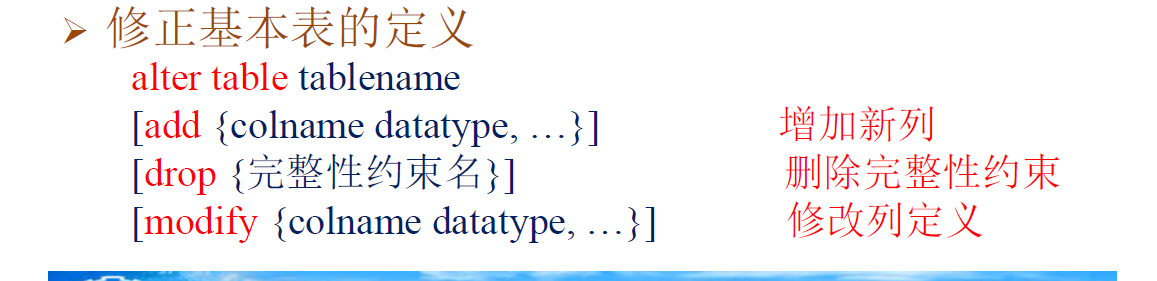 ➢ 修正基本表的定义
alter table tablename
[add {colname datatype, …}] 增加新列
[drop {完整性约束名}] 删除完整性约束
[modify {colname datatype, …}] 修改列定义